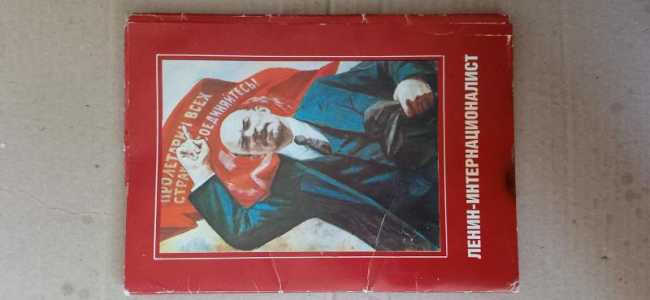 ПРОЛЕТАРИИ ВСЕХ
СТРАН, СОЕДИНЯЙТЕСЬ!
ЛЕНИН-ИНТЕРНАЦИОНАЛИСТ